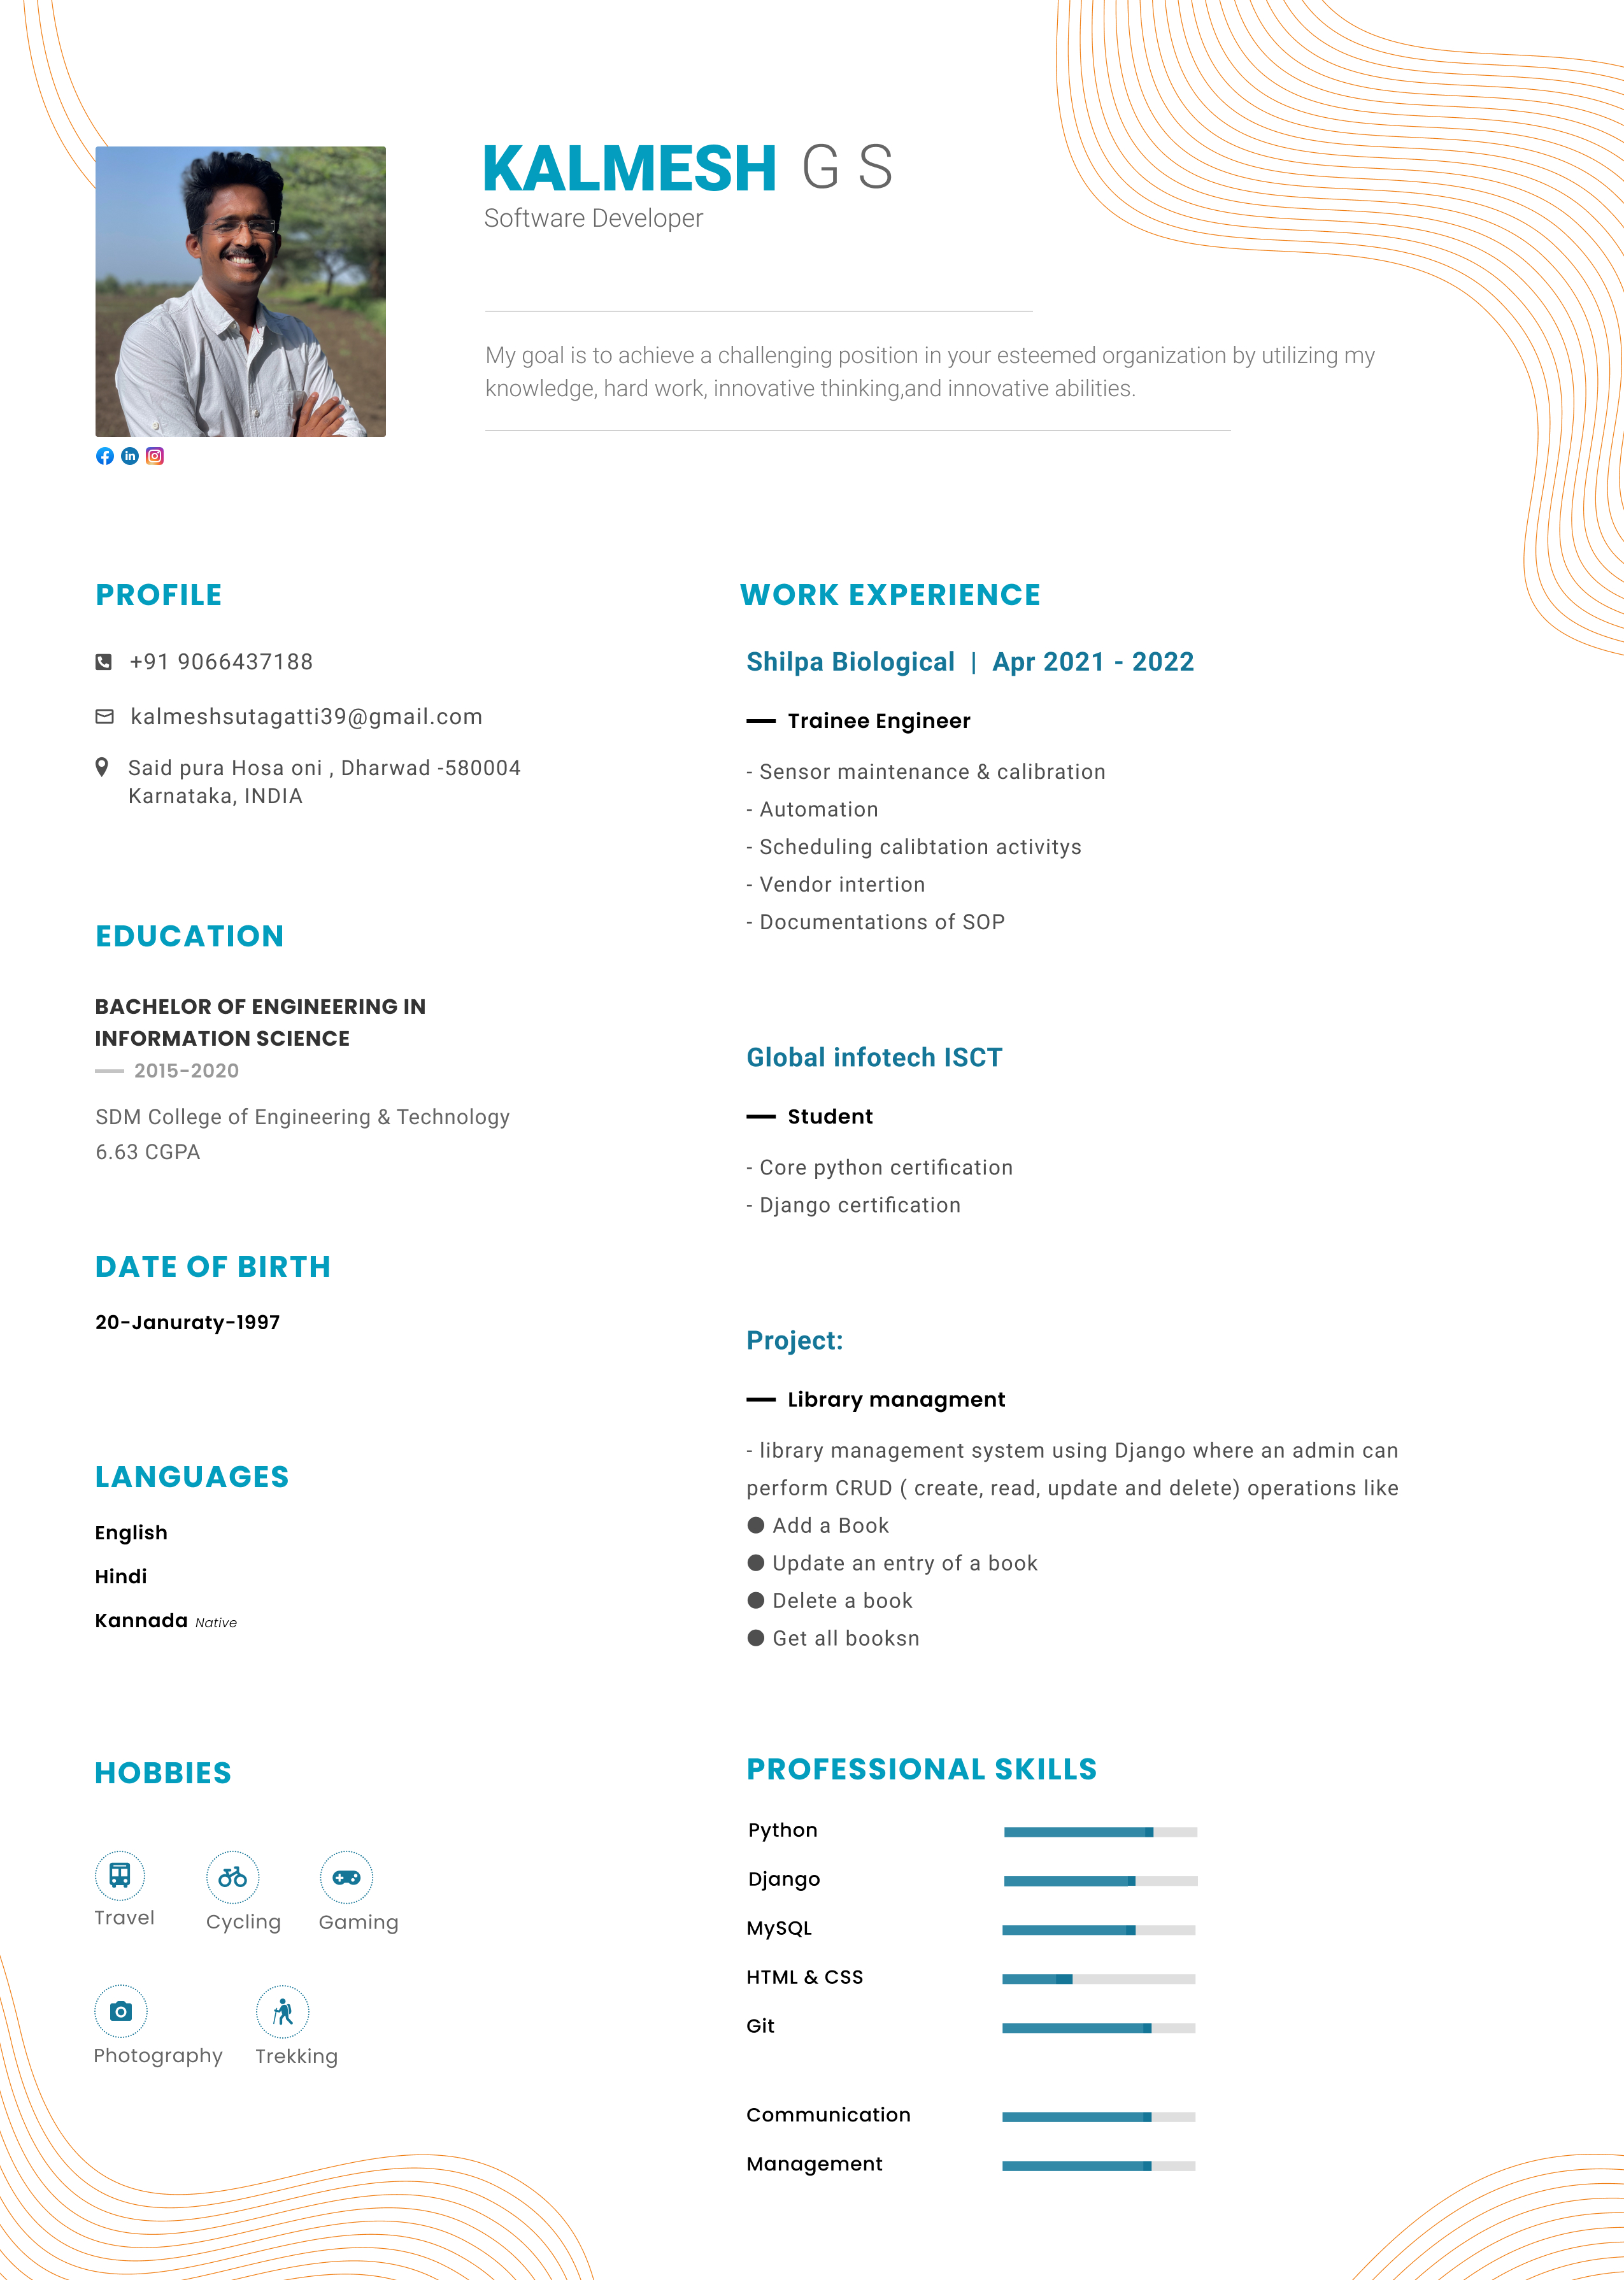 KALMESH G S
Software Developer
My goal is to achieve a challenging position in your esteemed organization by utilizing my
knowledge, hard work, innovative thinking,and innovative abilities.
in
PROFILE
+91 9066437188
kalmeshsutagatti39@gmail.com
Said pura Hosa oni , Dharwad -580004
Karnataka, INDIA
EDUCATION
BACHELOR OF ENGINEERING IN
INFORMATION SCIENCE
2015-2020
SDM College of Engineering & Technology
6.63 CGPA
DATE OF BIRTH
20-Januraty-1997
LANGUAGES
English
Hindi
Kannada Native
HOBBIES
Travel
Cycling
Gaming
Photography
Trekking
WORK EXPERIENCE
Shilpa Biological | Apr 2021 - 2022
Trainee Engineer
- Sensor maintenance & calibration
- Automation
- Scheduling calibtation activitys
- Vendor intertion
- Documentations of SOP
Global infotech ISCT
Student
- Core python certification
- Django certification
Project:
Library managment
- library management system using Django where an admin can
perform CRUD ( create, read, update and delete) operations like
● Add a Book
● Update an entry of a book
● Delete a book
● Get all booksn
PROFESSIONAL SKILLS
Python
Django
MySQL
HTML & CSS
Git
Communication
Management